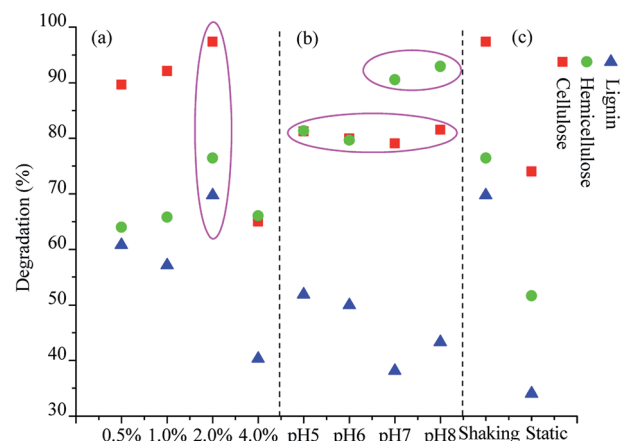 100
90
80
70
60
50
40
30
Degradation (%)
(a)
(b)
(c)
Lignin
Hemicellulose
Cellulose
0.5% 1.0% 2.0% 4.0% pH5 pH6 pH7 pH8 Shaking Static